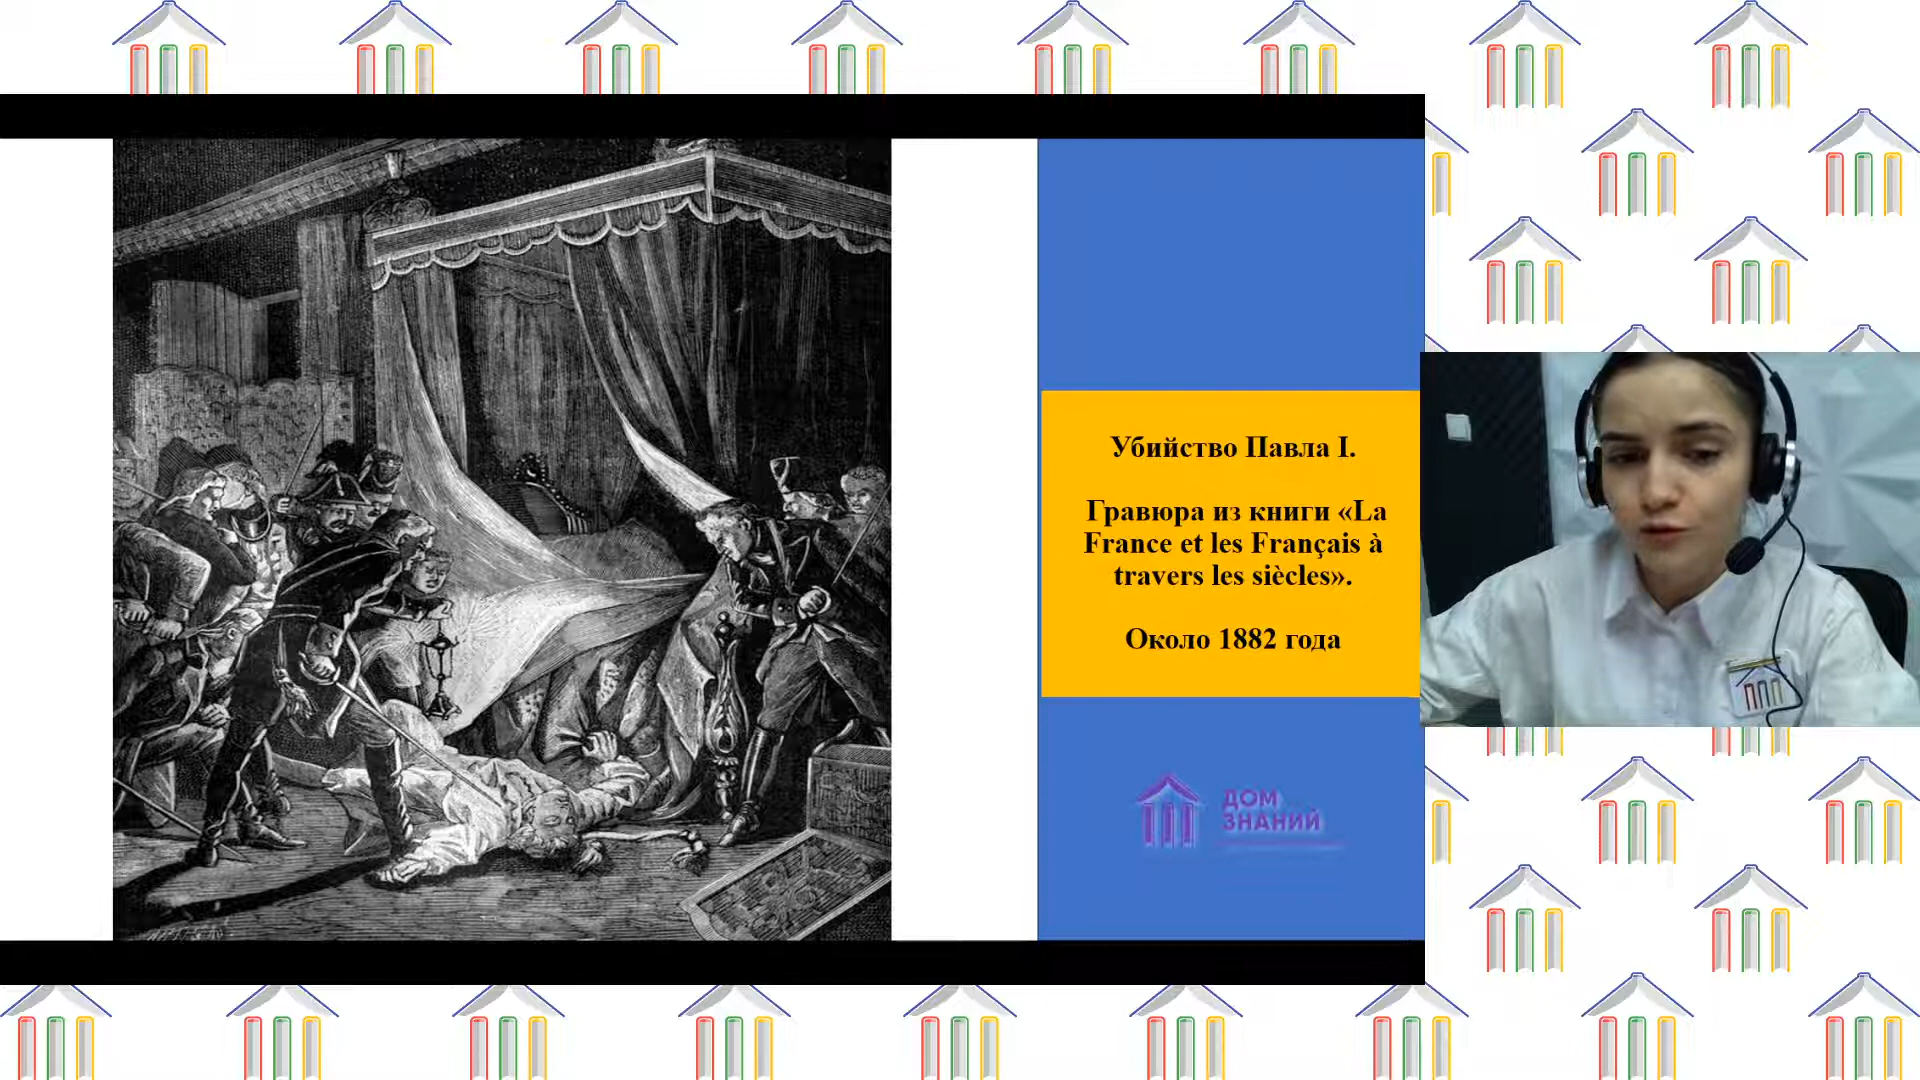 Убийство Павла I.
Гравюра из книги «La
France et les Français à
travers les siècles».
Около 1882 года
ДОМ
ЗНАНИЙ